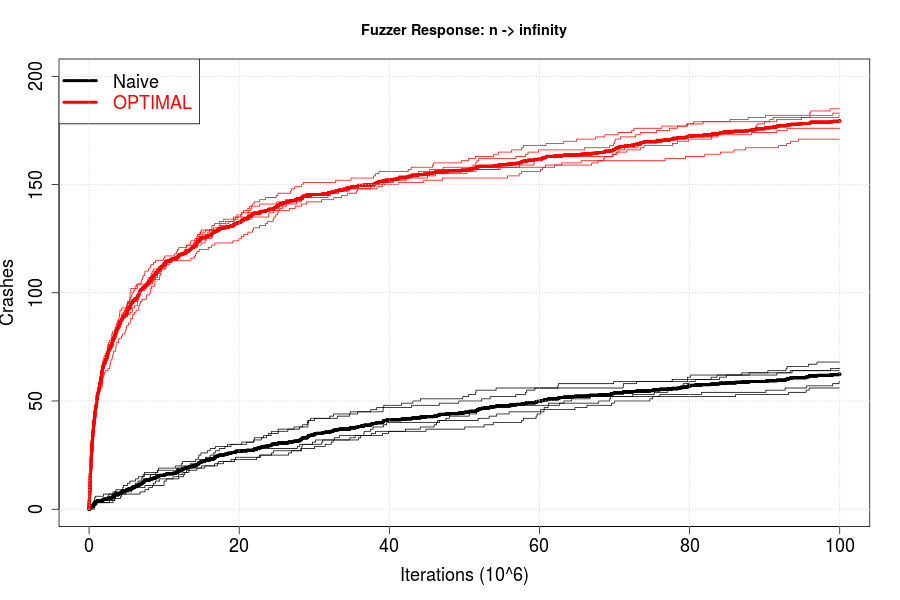 Fuzzer Response: n -> infinity
Naive
OPTIMAL
Crashes
200
150
100
50
0
0 20 40 60 80 100
Iterations (10^6)